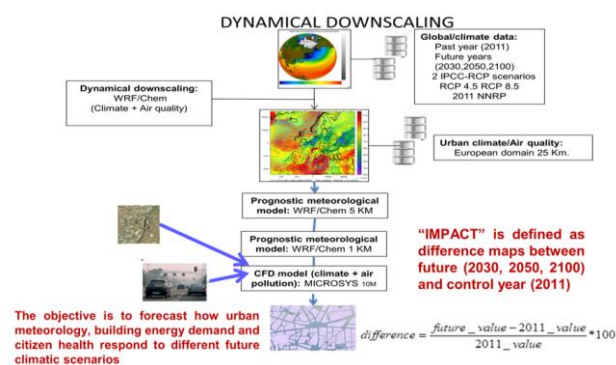 DYNAMICAL DOWNSCALING
Global/climate data:
Past year (2011)
Future years
(2030,2050,2100)
2 IPCC-RCP scenarios
RCP 4.5 RCP 8.5
2011 NNRP
Dynamical downscaling:
WRF/Chem
(Climate + Air quality)
Urban climate/Air quality:
European domain 25 Km.
Prognostic meteorological
model: WRF/Chem 5 KM
Prognostic meteorological
model: WRF/Chem 1 KM
CFD model (climate + air
pollution): MICROSYS 10M
"IMPACT" is defined as
difference maps between
future (2030, 2050, 2100)
and control year (2011)
The objective is to forecast how urban
meteorology, building energy demand and
citizen health respond to different future
climatic scenarios
difference = future_value − 2011_value / 2011_value *100